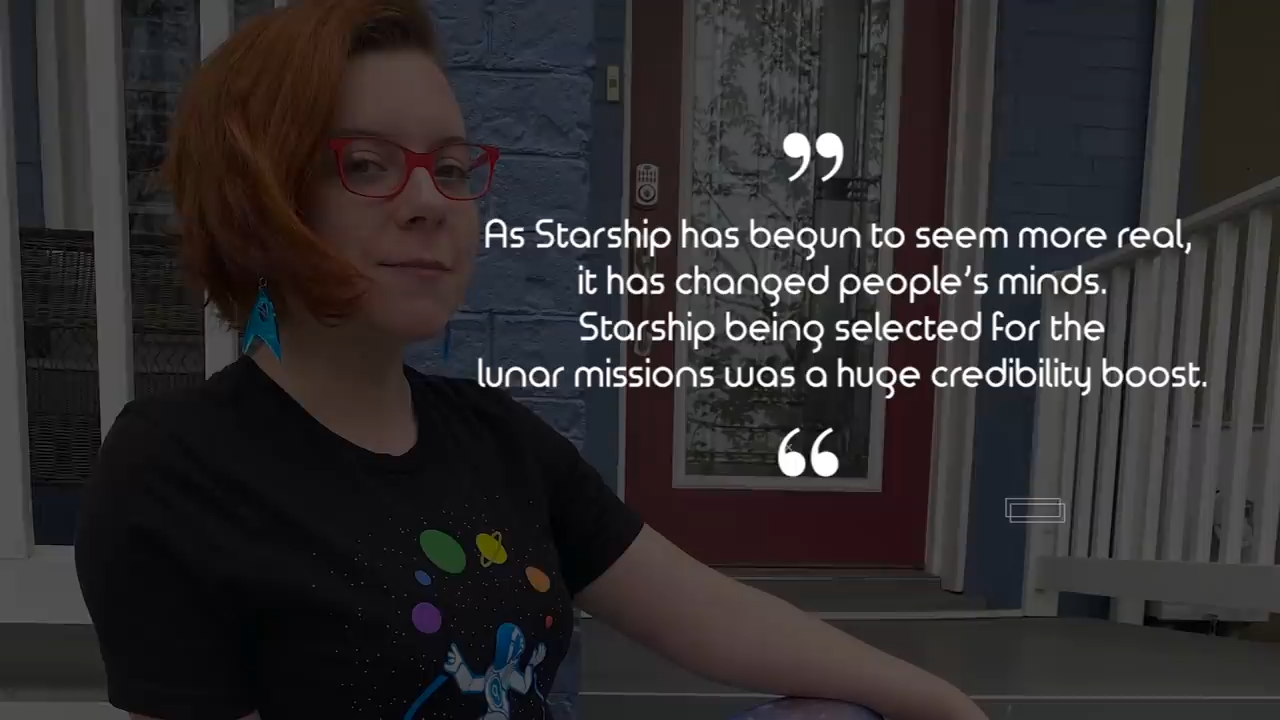 ”
As Starship has begun to seem more real,
it has changed people’s minds.
Starship being selected for the
lunar missions was a huge credibility boost.
“